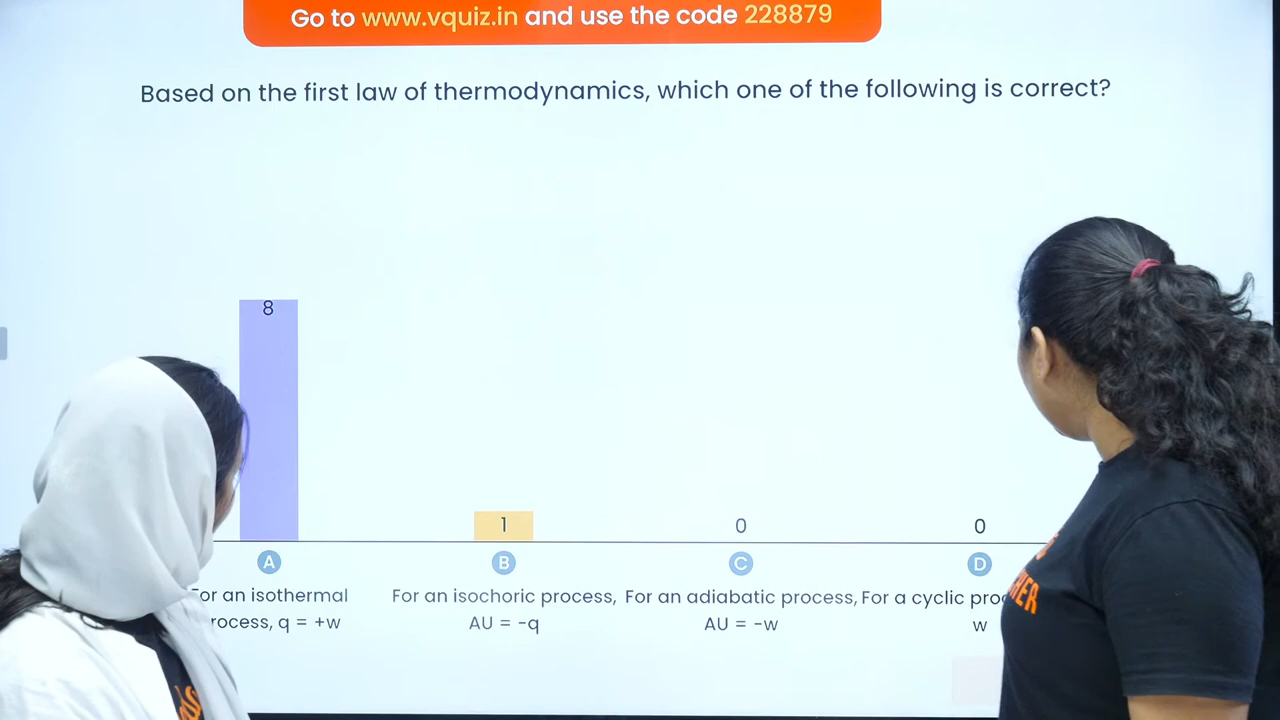 Go to www.vquiz.in and use the code 228879
Based on the first law of thermodynamics, which one of the following is correct?
8
1
0
0
A
B
C
D
For an isothermal
rocess, q = +w
For an isochoric process,
AU = -q
For an adiabatic process,
AU = -w
For a cyclic
w